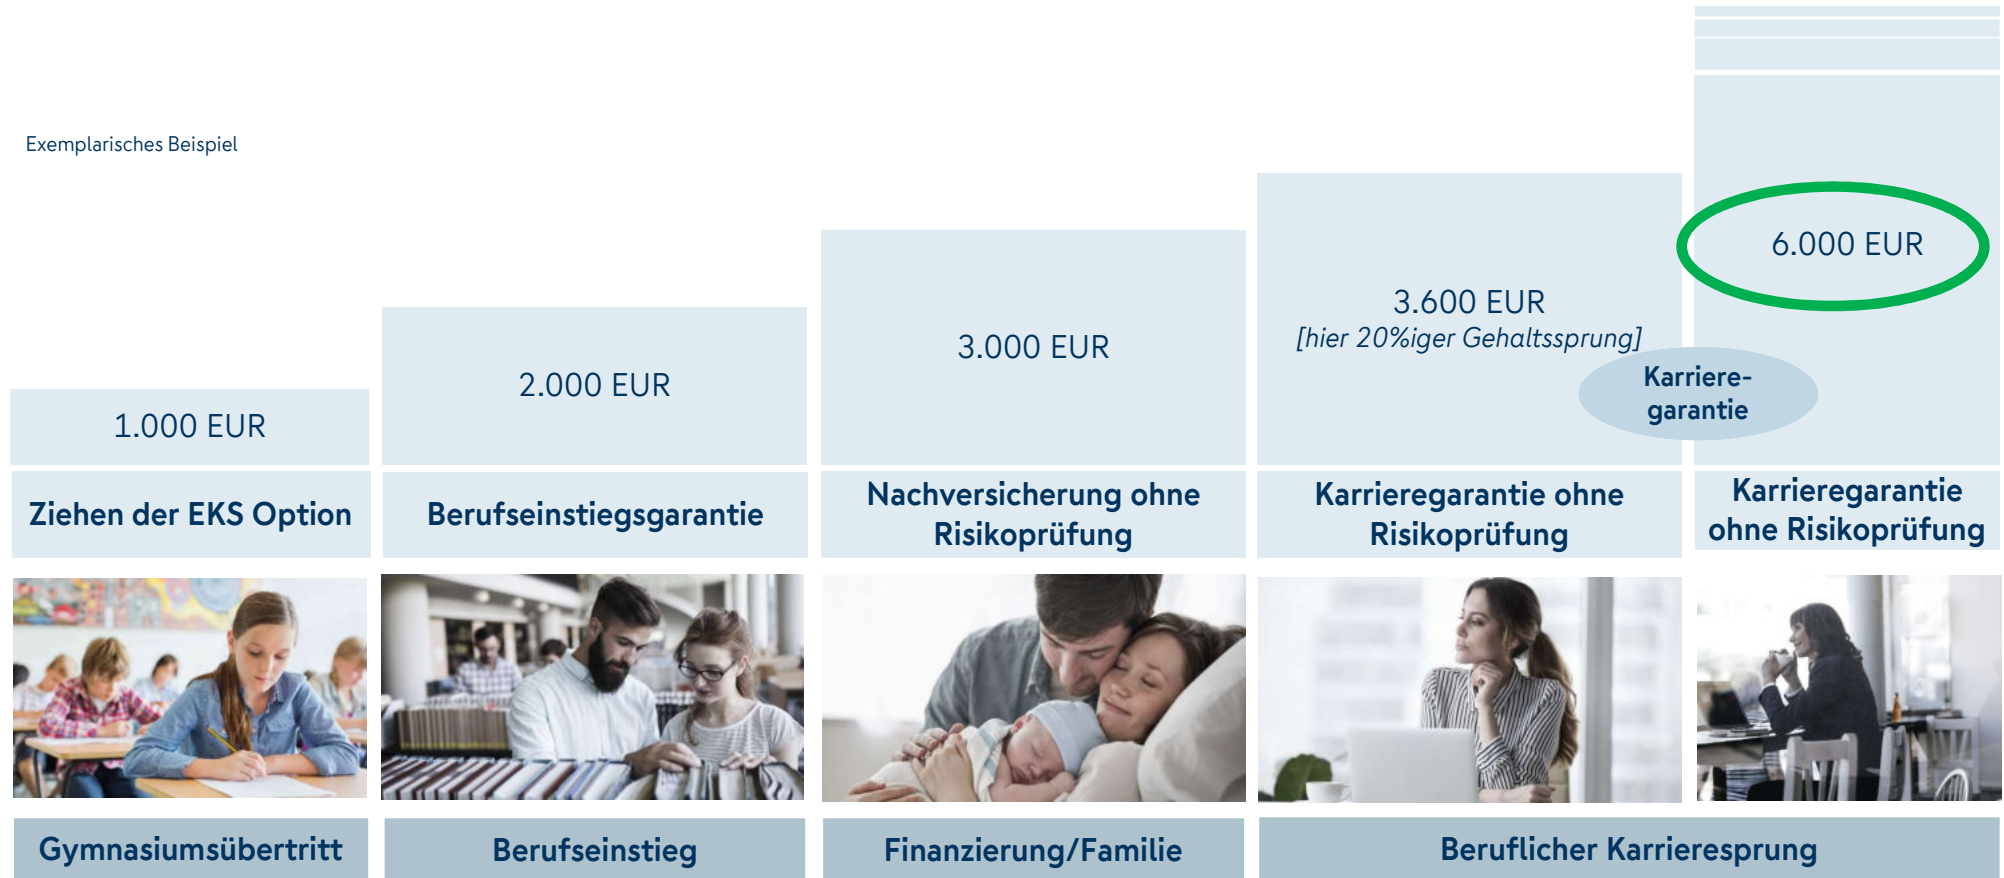 Exemplarisches Beispiel
1.000 EUR
2.000 EUR
3.000 EUR
3.600 EUR
[hier 20%iger Gehaltssprung]
6.000 EUR
Karriere-
garantie
Ziehen der EKS Option
Berufseinstiegsgarantie
Nachversicherung ohne
Risikoprüfung
Karrieregarantie ohne
Risikoprüfung
Karrieregarantie
ohne Risikoprüfung
Gymnasiumsübertritt
Berufseinstieg
Finanzierung/Familie
Beruflicher Karrieresprung